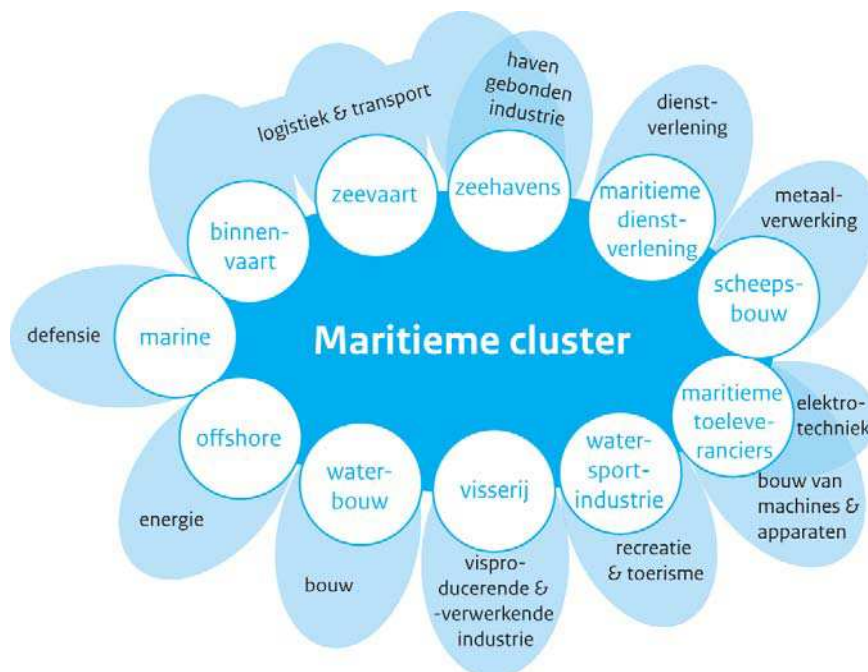 haven
gebonden
industrie
logistiek & transport
dienst-
verlening
zeevaart
zeehavens
maritieme
dienst-
verlening
metaal-
verwerking
binnen-
vaart
scheeps-
bouw
defensie
marine
Maritieme cluster
maritieme
toeleve-
ranciers
elektro-
techniek
offshore
water-
bouw
visserij
water-
sport-
industrie
bouw van
machines &
apparaten
energie
bouw
vispro-
ducerende &
-verwerkende
industrie
recreatie
& toerisme